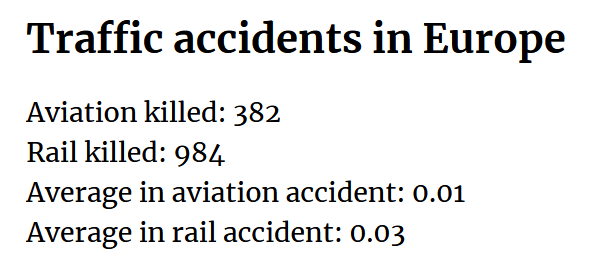 Traffic accidents in Europe
Aviation killed: 382
Rail killed: 984
Average in aviation accident: 0.01
Average in rail accident: 0.03